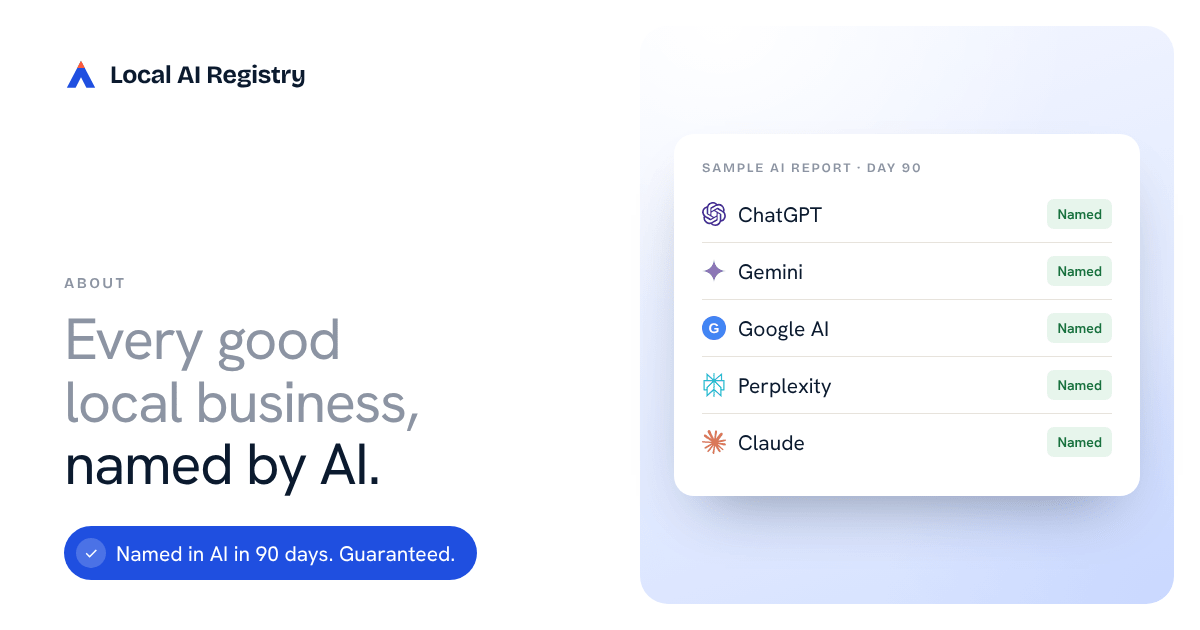 Local AI Registry
ABOUT
Every good
local business,
named by AI.
Named in AI in 90 days. Guaranteed.
SAMPLE AI REPORT · DAY 90
ChatGPT Named
Gemini Named
G Google AI Named
Perplexity Named
Claude Named